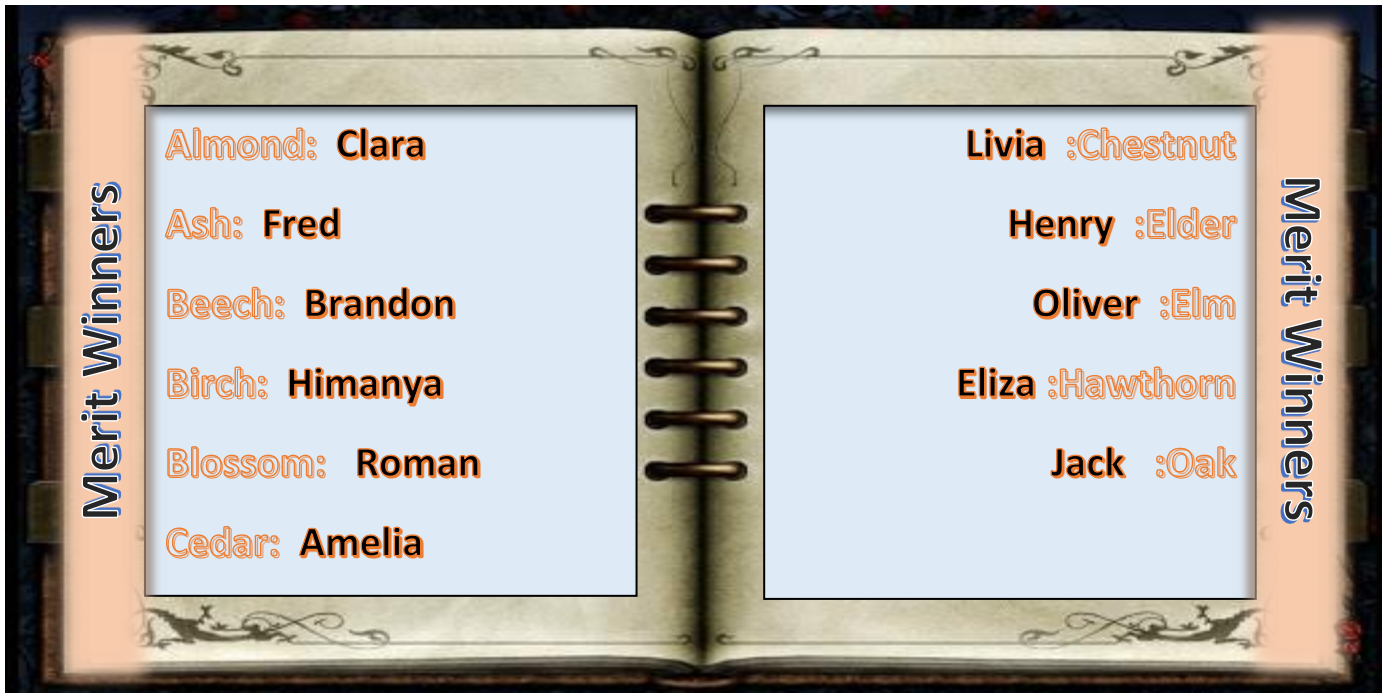 Merit Winners
Almond: Clara
Ash: Fred
Beech: Brandon
Birch: Himanya
Blossom: Roman
Cedar: Amelia
Livia :Chestnut
Henry :Elder
Oliver :Elm
Eliza :Hawthorn
Jack :Oak
Merit Winners